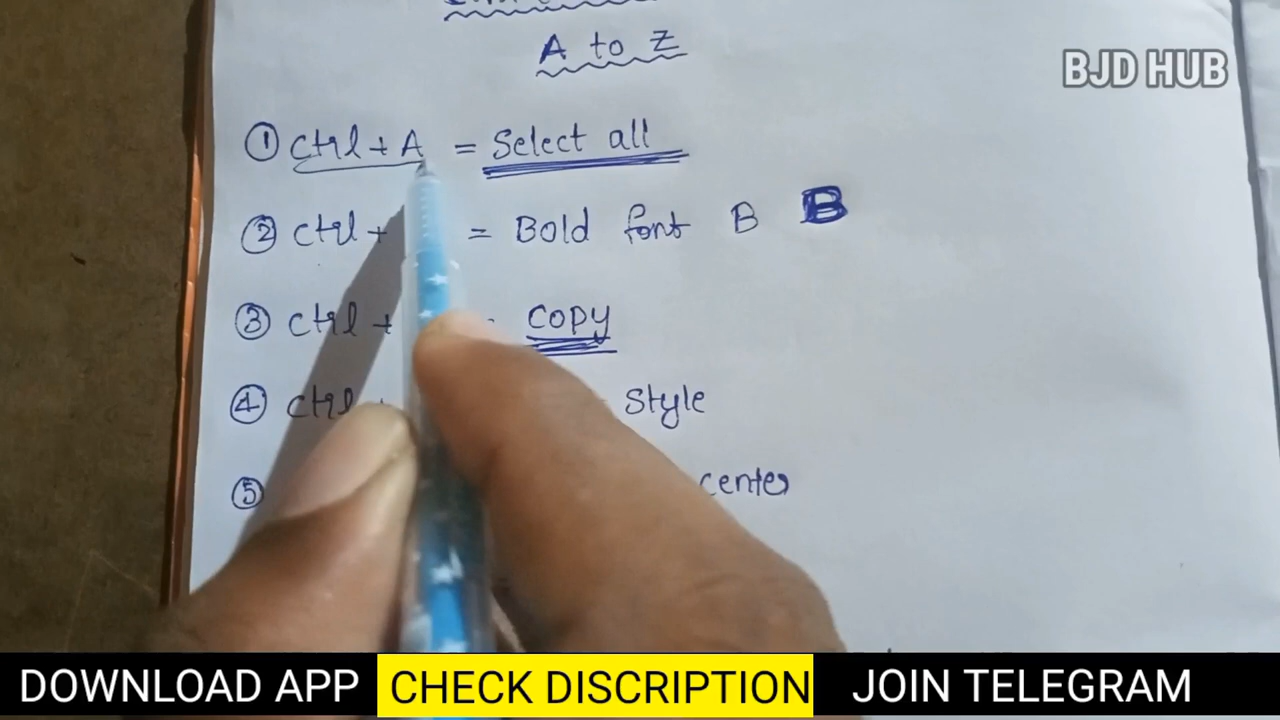 A to Z
BJD HUB
① Ctrl + A = Select all
② Ctrl + = Bold font B B
③ Ctrl + COPY
④ Ctrl Style
⑤ center
DOWNLOAD APP CHECK DISCRIPTION JOIN TELEGRAM